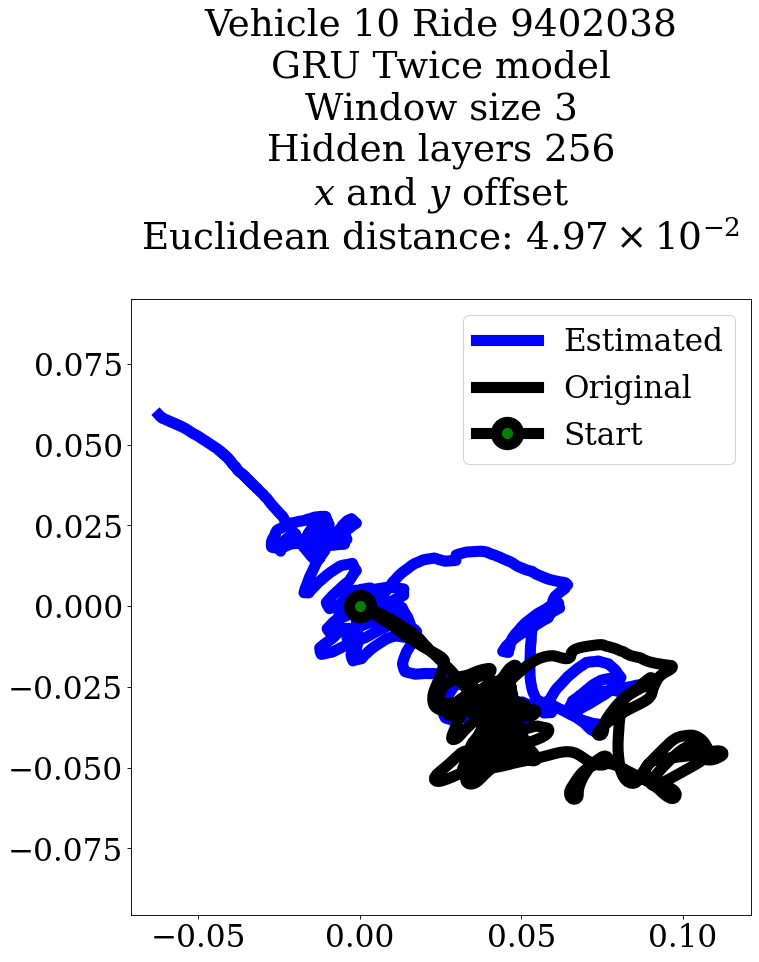 Vehicle 10 Ride 9402038
GRU Twice model
Window size 3
Hidden layers 256
x and y offset
Euclidean distance: 4.97 × 10⁻²
Estimated
Original
Start
0.075
0.050
0.025
0.000
−0.025
−0.050
−0.075
−0.05 0.00 0.05 0.10